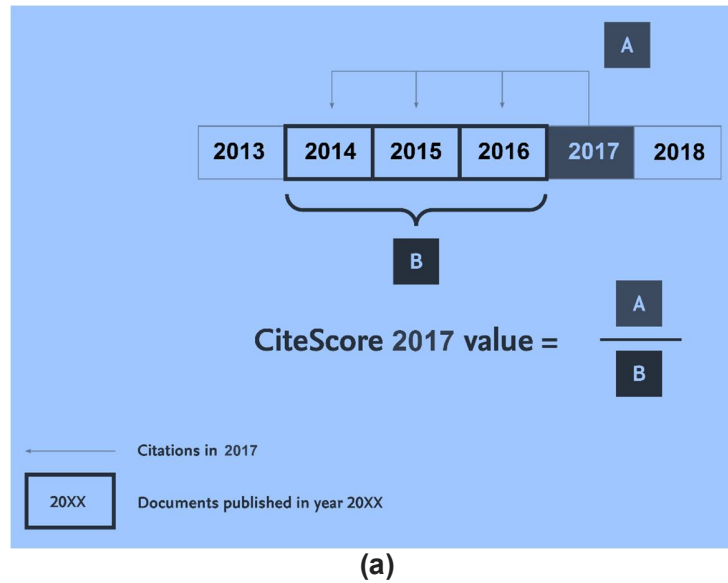 A
2013 2014 2015 2016 2017 2018
B
CiteScore 2017 value =
A
B
Citations in 2017
20XX
Documents published in year 20XX
(a)